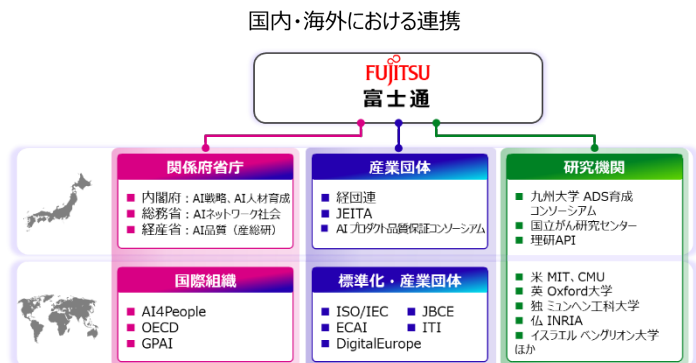 国内・海外における連携
FUJITSU
富士通
関係府省庁
■ 内閣府：AI戦略、AI人材育成
■ 総務省：AIネットワーク社会
■ 経産省：AI品質（産総研）
産業団体
■ 経団連
■ JEITA
■ AI プロダクト品質保証コンソーシアム
研究機関
■ 九州大学 ADS育成
コンソーシアム
■ 国立がん研究センター
■ 理研API
国際組織
■ AI4People
■ OECD
■ GPAI
標準化・産業団体
■ ISO/IEC ■ JBCE
■ ECAI ■ ITI
■ DigitalEurope
■ 米 MIT、CMU
■ 英 Oxford大学
■ 独 ミュンヘン工科大学
■ 仏 INRIA
■ イスラエル ベングリオン大学
ほか